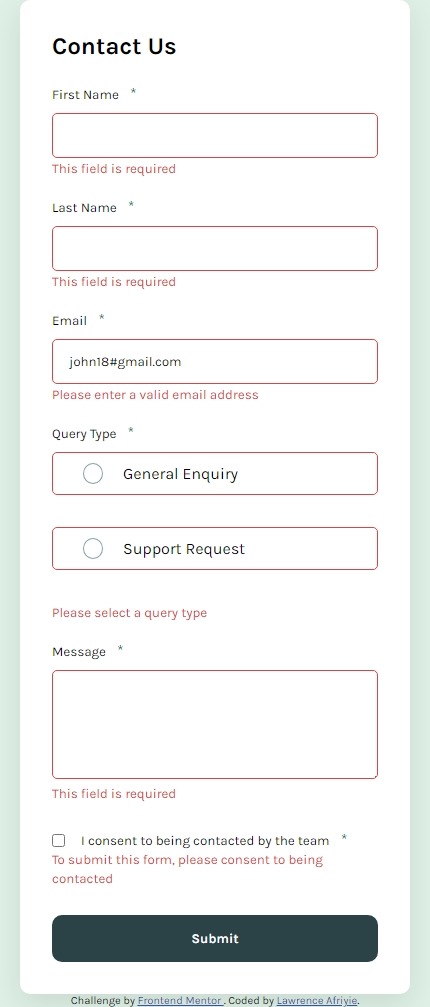 Contact Us
First Name *
This field is required
Last Name *
This field is required
Email *
john18#gmail.com
Please enter a valid email address
Query Type *
General Enquiry
Support Request
Please select a query type
Message *
This field is required
I consent to being contacted by the team *
To submit this form, please consent to being
contacted
Submit
Challenge by Frontend Mentor . Coded by Lawrence Afriyie.